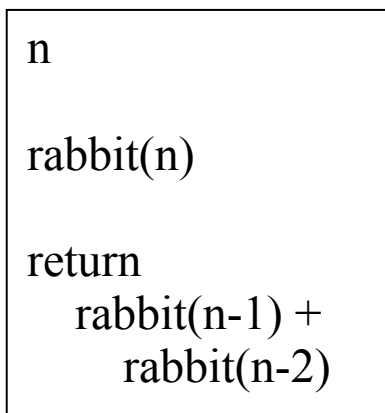 n
rabbit(n)
return
rabbit(n-1) +
rabbit(n-2)